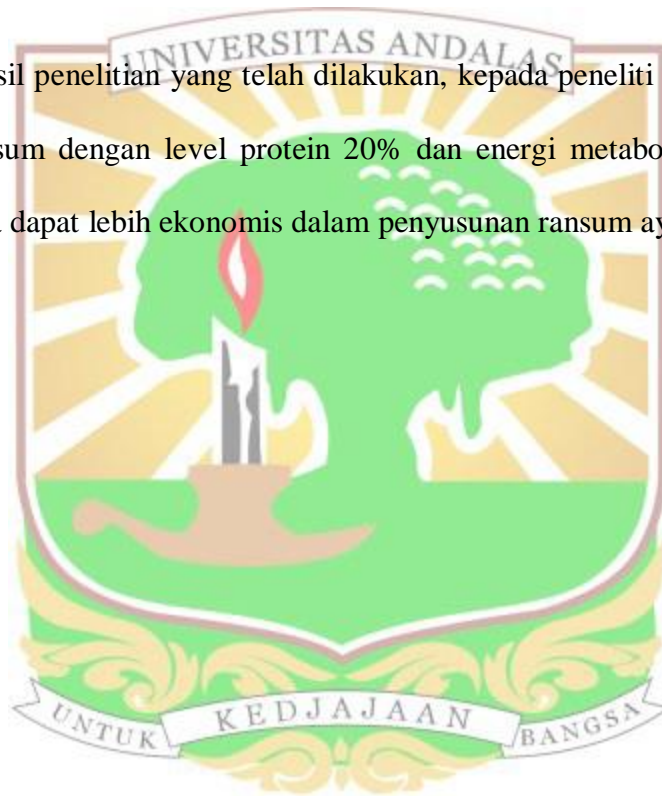 UNIVERSITAS ANDALAS
sil penelitian yang telah dilakukan, kepada peneliti
sum dengan level protein 20% dan energi metabo
dapat lebih ekonomis dalam penyusunan ransum ay
UNTUK KEDJAJAAN BANGSA